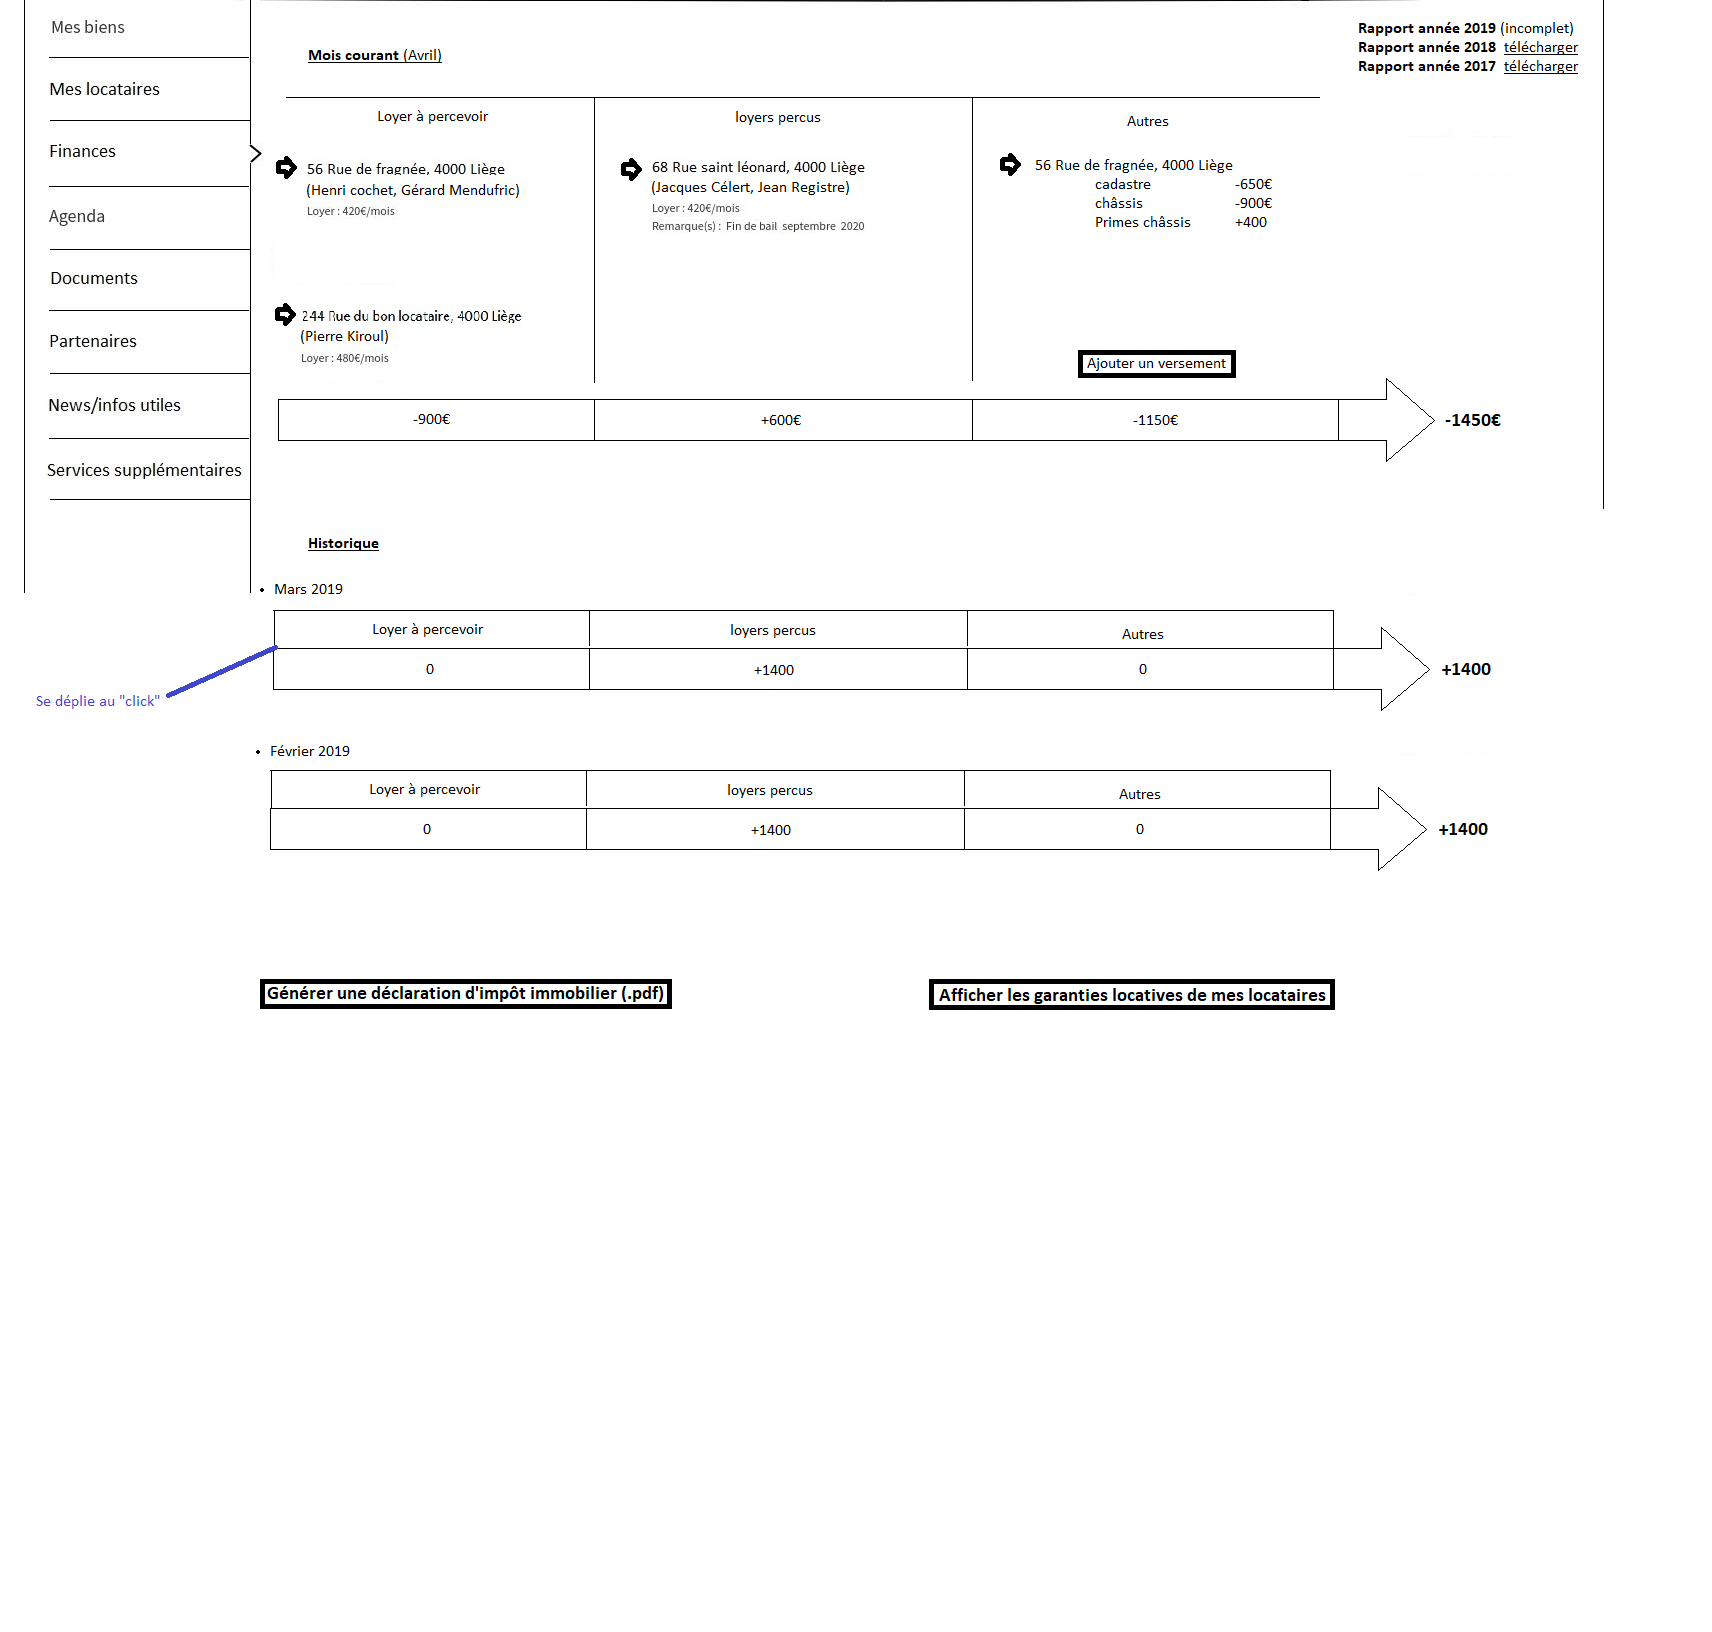 Mes biens
Mes locataires
Finances
Agenda
Documents
Partenaires
News/infos utiles
Services supplémentaires
Rapport année 2019 (incomplet)
Rapport année 2018 télécharger
Rapport année 2017 télécharger
Mois courant (Avril)
Loyer à percevoir
56 Rue de fragnée, 4000 Liège
(Henri cochet, Gérard Mendufric)
Loyer : 420€/mois
244 Rue du bon locataire, 4000 Liège
(Pierre Kiroul)
Loyer : 480€/mois
loyers percus
68 Rue saint léonard, 4000 Liège
(Jacques Célert, Jean Registre)
Loyer : 420€/mois
Remarque(s) : Fin de bail septembre 2020
Autres
56 Rue de fragnée, 4000 Liège
cadastre -650€
châssis -900€
Primes châssis +400
Ajouter un versement
-900€ +600€ -1150€ -1450€
Historique
Mars 2019
Loyer à percevoir loyers percus Autres
0 +1400 0 +1400
Se déplie au "click"
Février 2019
Loyer à percevoir loyers percus Autres
0 +1400 0 +1400
Générer une déclaration d'impôt immobilier (.pdf)
Afficher les garanties locatives de mes locataires